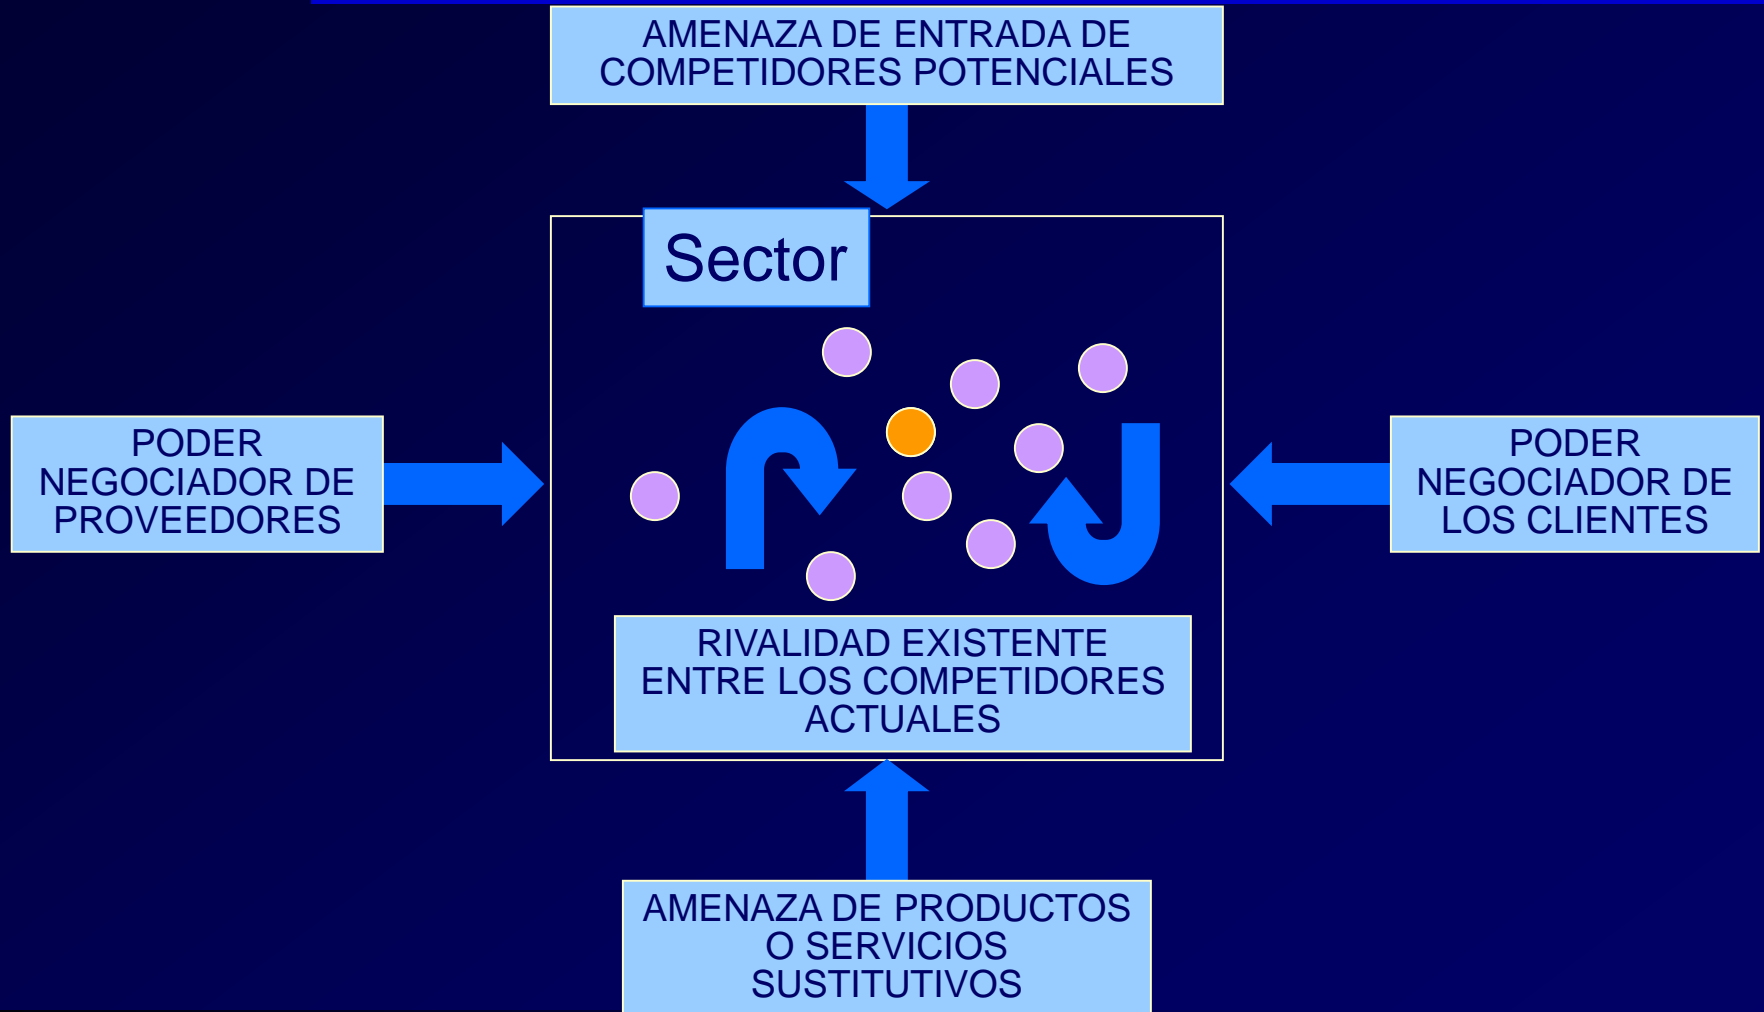 AMENAZA DE ENTRADA DE
COMPETIDORES POTENCIALES
Sector
PODER
NEGOCIADOR DE
PROVEEDORES
PODER
NEGOCIADOR DE
LOS CLIENTES
RIVALIDAD EXISTENTE
ENTRE LOS COMPETIDORES
ACTUALES
AMENAZA DE PRODUCTOS
O SERVICIOS
SUSTITUTIVOS